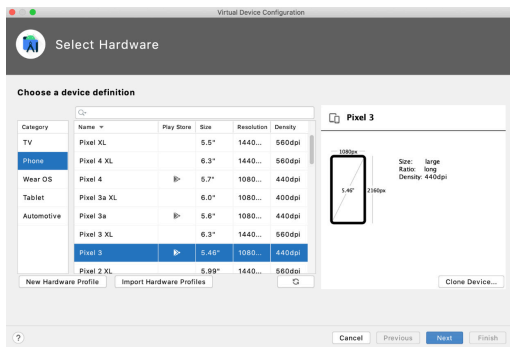 Virtual Device Configuration
Select Hardware
Choose a device definition
Category
TV
Phone
Wear OS
Tablet
Automotive
Name Play Store Size Resolution Density
Pixel XL 5.5" 1440... 560dpi
Pixel 4 XL 6.3" 1440... 560dpi
Pixel 4 5.7" 1080... 440dpi
Pixel 3a XL 6.0" 1080... 400dpi
Pixel 3a 5.6" 1080... 440dpi
Pixel 3 XL 6.3" 1440... 560dpi
Pixel 3 5.46" 1080... 440dpi
Pixel 2 XL 5.99" 1440... 560dpi
New Hardware Profile Import Hardware Profiles
Pixel 3
1080px
5.46" 2160px
Size: large
Ratio: long
Density: 440dpi
Clone Device...
? Cancel Previous Next Finish